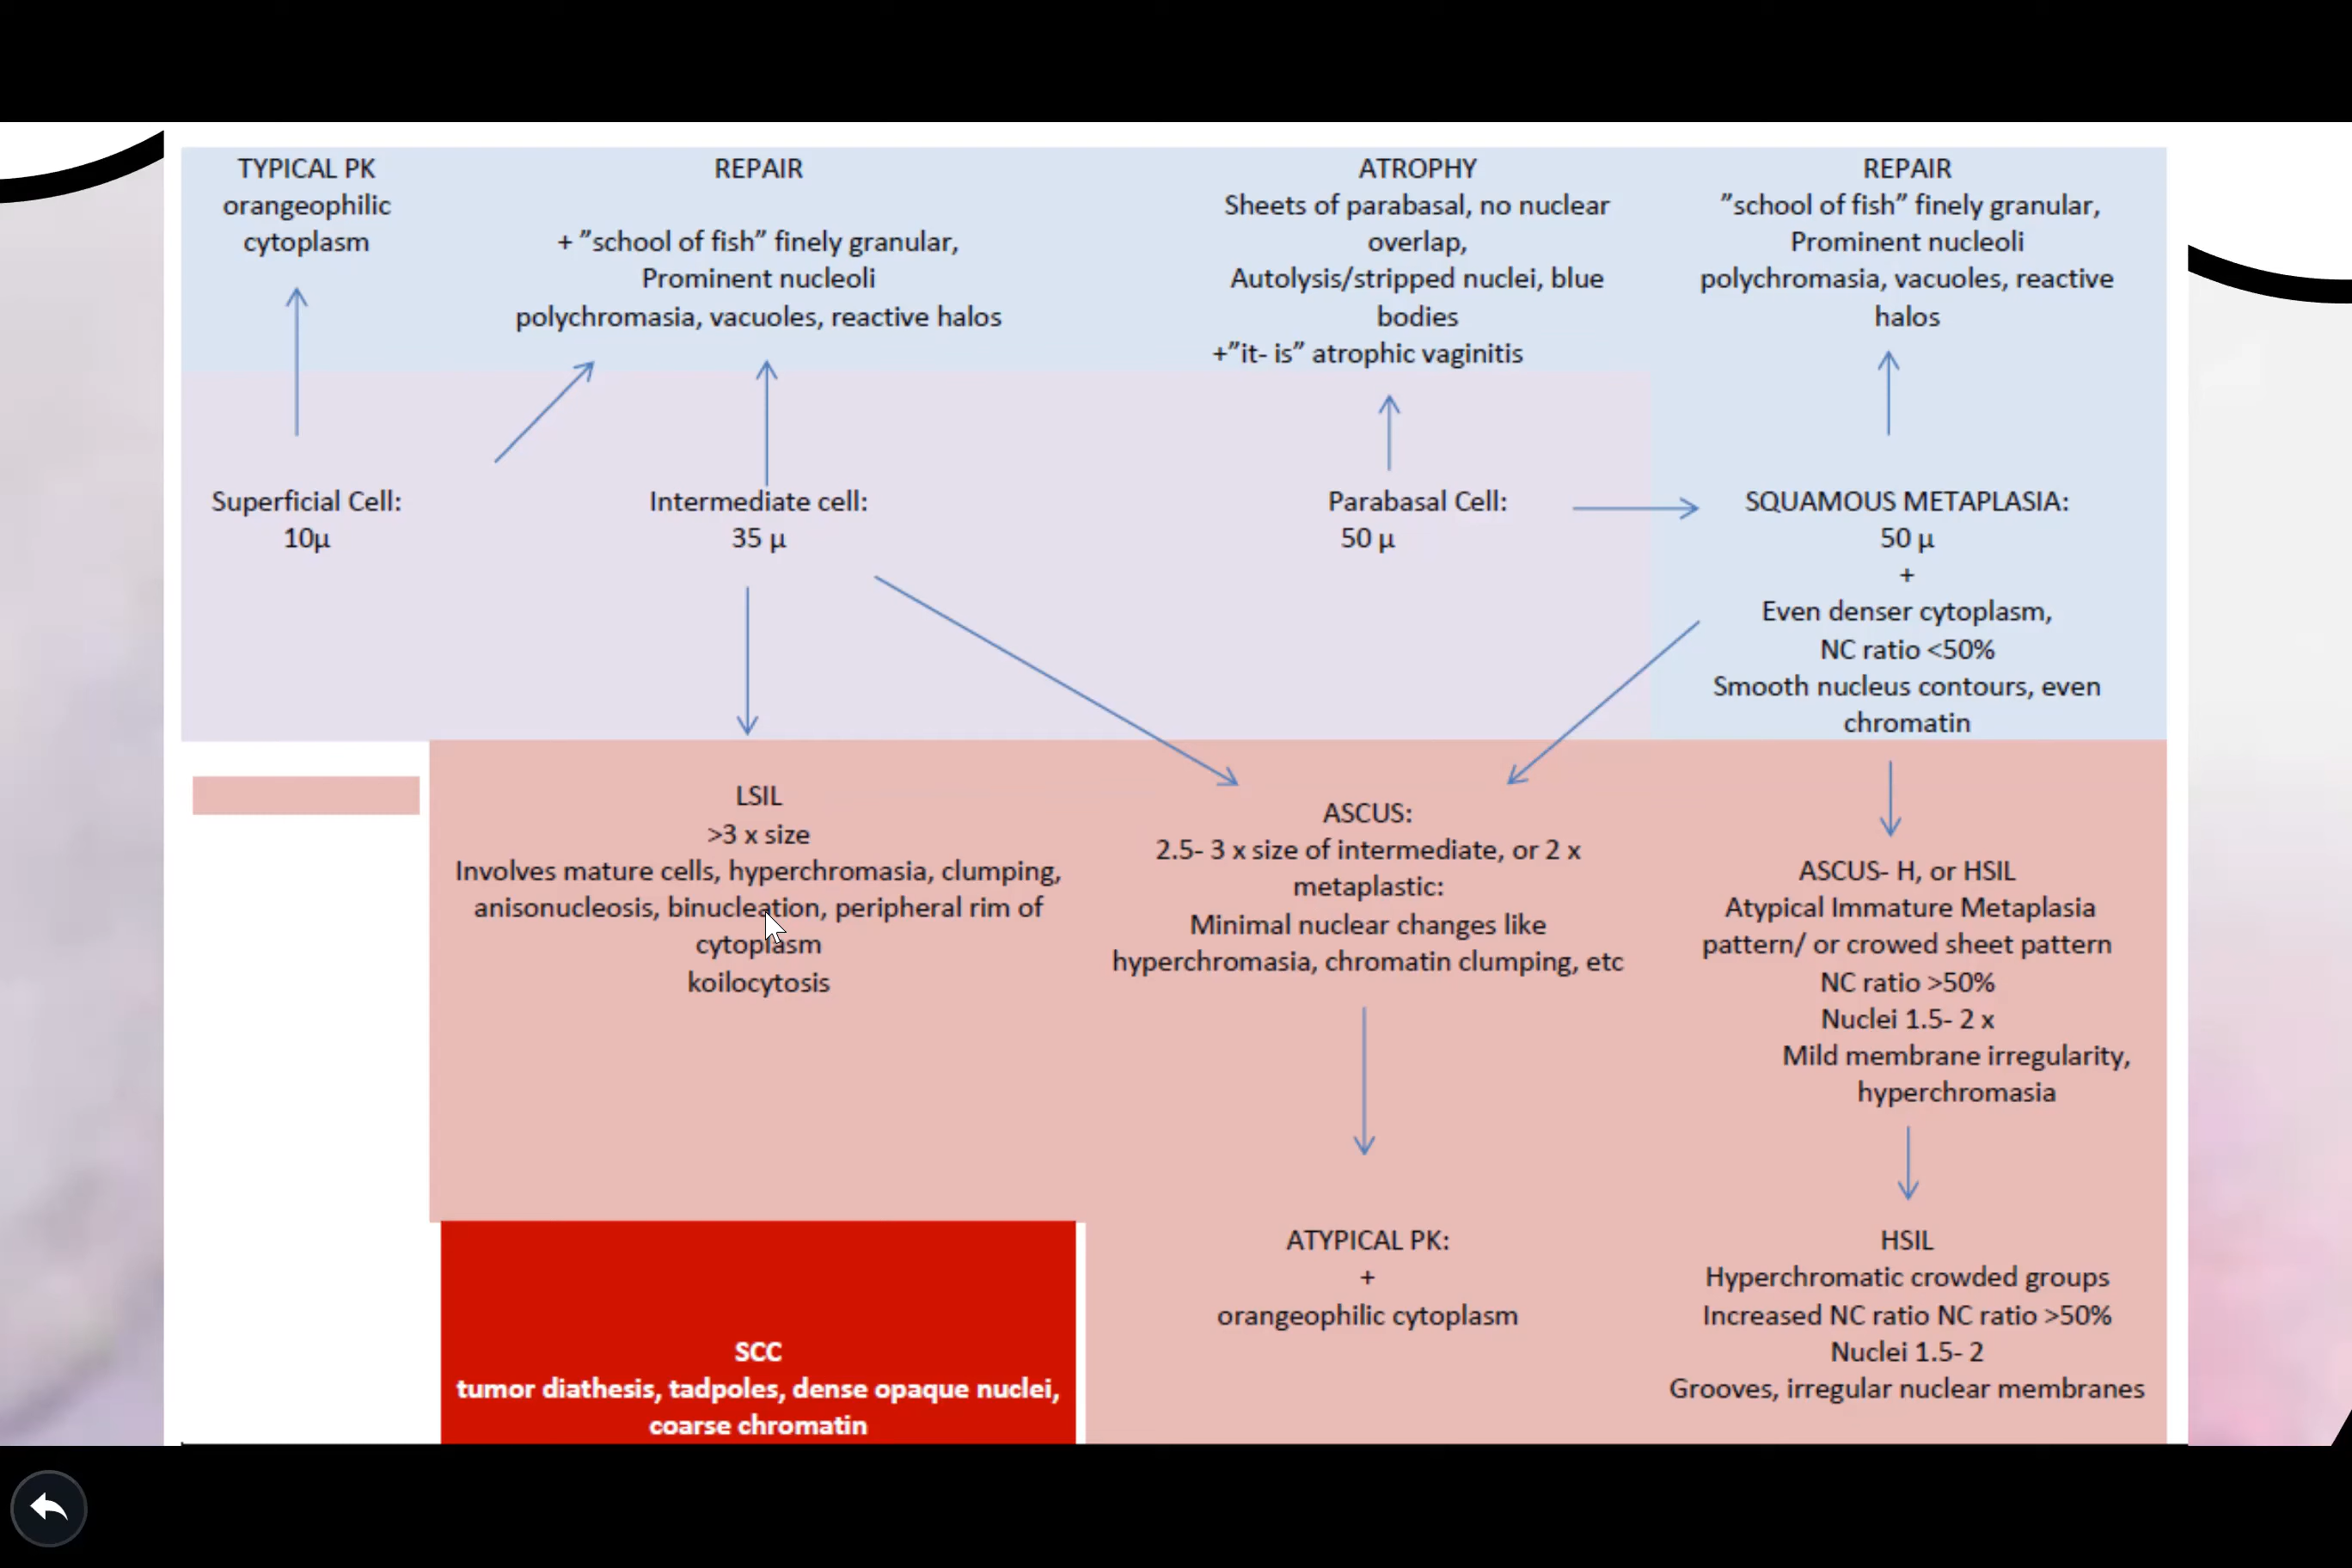 TYPICAL PK
orangeophilic
cytoplasm
REPAIR
+ ”school of fish” finely granular,
Prominent nucleoli
polychromasia, vacuoles, reactive halos
ATROPHY
Sheets of parabasal, no nuclear
overlap,
Autolysis/stripped nuclei, blue
bodies
+”it- is” atrophic vaginitis
REPAIR
”school of fish” finely granular,
Prominent nucleoli
polychromasia, vacuoles, reactive
halos
Superficial Cell:
10µ
Intermediate cell:
35 µ
Parabasal Cell:
50 µ
SQUAMOUS METAPLASIA:
50 µ
+
Even denser cytoplasm,
NC ratio <50%
Smooth nucleus contours, even
chromatin
LSIL
>3 x size
Involves mature cells, hyperchromasia, clumping,
anisonucleosis, binucleation, peripheral rim of
cytoplasm
koilocytosis
ASCUS:
2.5- 3 x size of intermediate, or 2 x
metaplastic:
Minimal nuclear changes like
hyperchromasia, chromatin clumping, etc
ASCUS- H, or HSIL
Atypical Immature Metaplasia
pattern/ or crowed sheet pattern
NC ratio >50%
Nuclei 1.5- 2 x
Mild membrane irregularity,
hyperchromasia
SCC
tumor diathesis, tadpoles, dense opaque nuclei,
coarse chromatin
ATYPICAL PK:
+
orangeophilic cytoplasm
HSIL
Hyperchromatic crowded groups
Increased NC ratio NC ratio >50%
Nuclei 1.5- 2
Grooves, irregular nuclear membranes